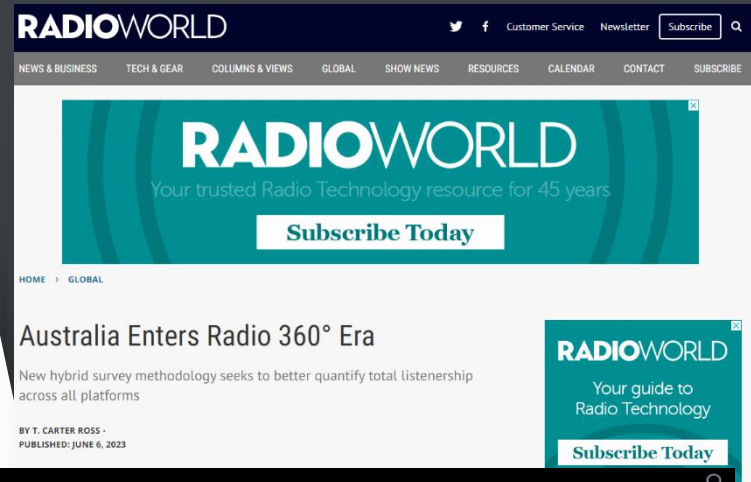 RADIOWORLD
Customer Service Newsletter Subscribe
NEWS & BUSINESS TECH & GEAR COLUMNS & VIEWS GLOBAL SHOW NEWS RESOURCES CALENDAR CONTACT SUBSCRIBE
RADIOWORLD
Your trusted Radio Technology resource for 45 years
Subscribe Today
HOME > GLOBAL
Australia Enters Radio 360° Era
New hybrid survey methodology seeks to better quantify total listenership
across all platforms
BY T. CARTER ROSS -
PUBLISHED: JUNE 6, 2023
RADIOWORLD
Your guide to
Radio Technology
Subscribe Today